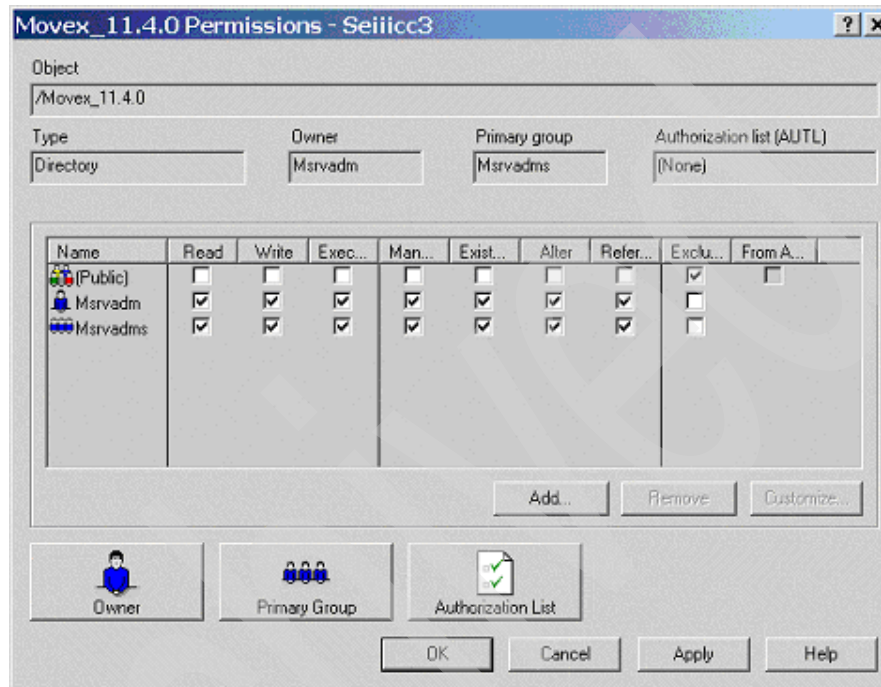 Movex_11.4.0 Permissions - Seiiicc3
Object
/Movex_11.4.0
Type Owner Primary group Authorization list (AUTL)
Directory Msrvadm Msrvadms (None)
Name Read Write Exec... Man... Exist... Alter Refer... Exclu... From A...
(Public)
Msrvadm
Msrvadms
Add... Remove Customize...
Owner Primary Group Authorization List
OK Cancel Apply Help